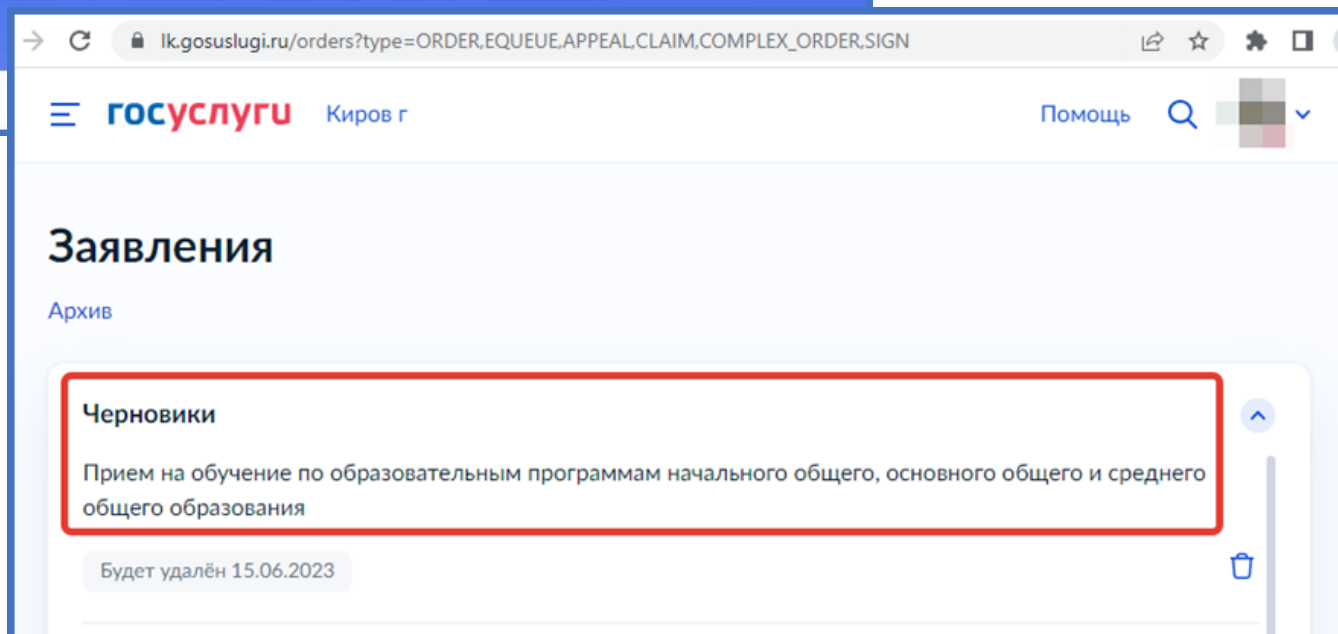 lk.gosuslugi.ru/orders?type=ORDER,EQUEUE,APPEAL,CLAIM,COMPLEX_ORDER,SIGN
госуслуги Киров г Помощь
Заявления
Архив
Черновики
Прием на обучение по образовательным программам начального общего, основного общего и среднего
общего образования
Будет удалён 15.06.2023